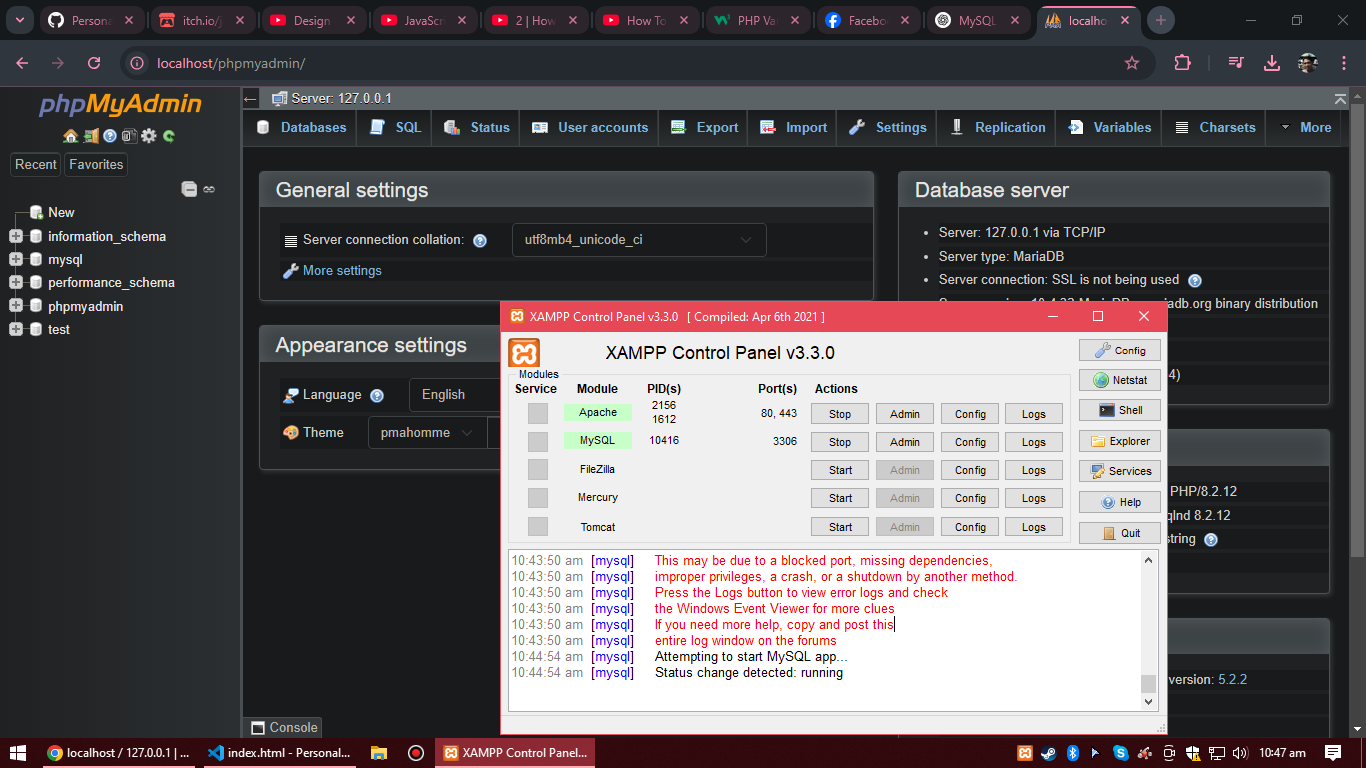 Persona
itch.io/j
Design
JavaScri
2 | How
How To
PHP Va
Facebo
MySQL
localho
localhost/phpmyadmin/
phpMyAdmin
Recent
Favorites
New
information_schema
mysql
performance_schema
phpmyadmin
test
Server: 127.0.0.1
Databases
SQL
Status
User accounts
Export
Import
Settings
Replication
Variables
Charsets
More
General settings
Server connection collation:
utf8mb4_unicode_ci
More settings
Appearance settings
Language
English
Theme
pmahomme
Database server
Server: 127.0.0.1 via TCP/IP
Server type: MariaDB
Server connection: SSL is not being used
org binary distribution
4)
PHP/8.2.12
qlnd 8.2.12
string
version: 5.2.2
Console
XAMPP Control Panel v3.3.0 [ Compiled: Apr 6th 2021 ]
XAMPP Control Panel v3.3.0
Modules
Service Module PID(s) Port(s) Actions
Apache 2156 1612 80, 443 Stop Admin Config Logs
MySQL 10416 3306 Stop Admin Config Logs
FileZilla Start Admin Config Logs
Mercury Start Admin Config Logs
Tomcat Start Admin Config Logs
Config
Netstat
Shell
Explorer
Services
Help
Quit
10:43:50 am [mysql] This may be due to a blocked port, missing dependencies,
10:43:50 am [mysql] improper privileges, a crash, or a shutdown by another method.
10:43:50 am [mysql] Press the Logs button to view error logs and check
10:43:50 am [mysql] the Windows Event Viewer for more clues
10:43:50 am [mysql] If you need more help, copy and post this
10:43:50 am [mysql] entire log window on the forums
10:44:54 am [mysql] Attempting to start MySQL app...
10:44:54 am [mysql] Status change detected: running
localhost / 127.0.0.1 | ...
index.html - Personal...
XAMPP Control Panel...
10:47 am